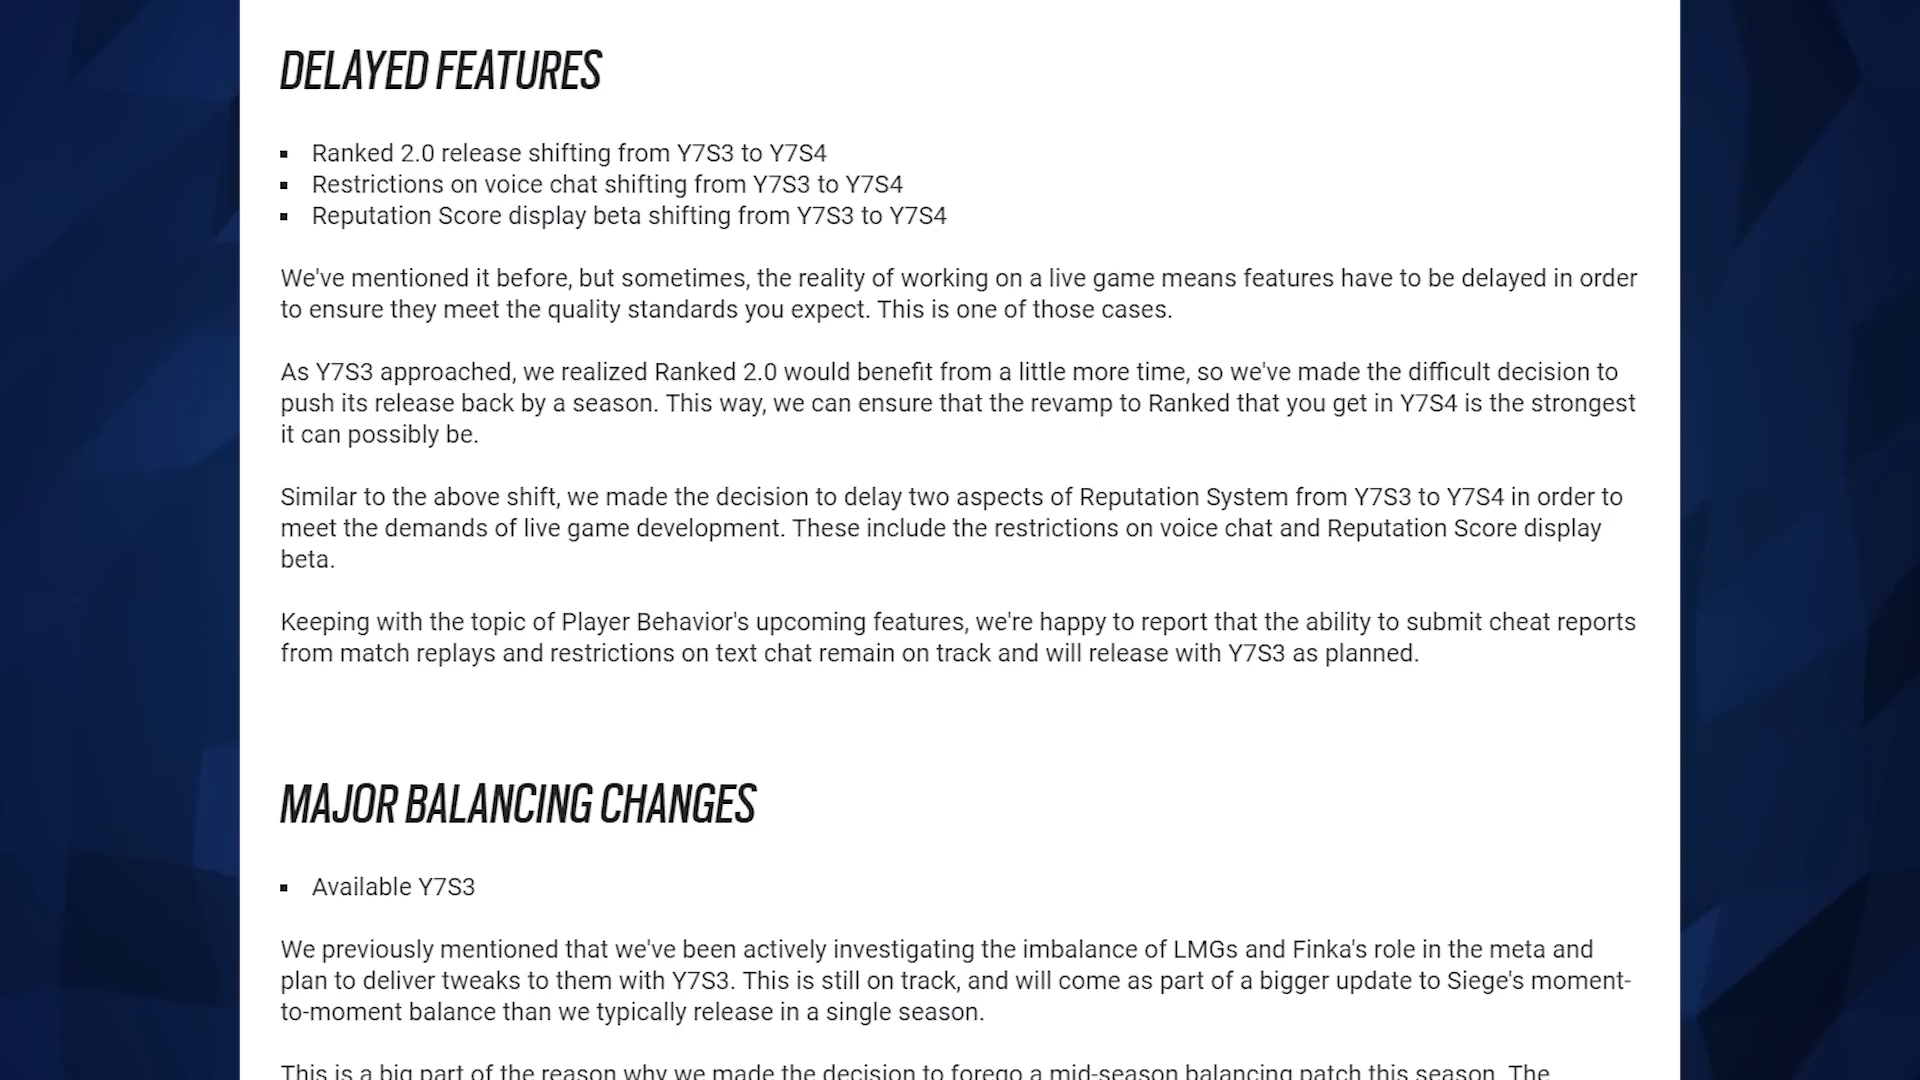 DELAYED FEATURES
▪ Ranked 2.0 release shifting from Y7S3 to Y7S4
▪ Restrictions on voice chat shifting from Y7S3 to Y7S4
▪ Reputation Score display beta shifting from Y7S3 to Y7S4
We've mentioned it before, but sometimes, the reality of working on a live game means features have to be delayed in order
to ensure they meet the quality standards you expect. This is one of those cases.
As Y7S3 approached, we realized Ranked 2.0 would benefit from a little more time, so we've made the difficult decision to
push its release back by a season. This way, we can ensure that the revamp to Ranked that you get in Y7S4 is the strongest
it can possibly be.
Similar to the above shift, we made the decision to delay two aspects of Reputation System from Y7S3 to Y7S4 in order to
meet the demands of live game development. These include the restrictions on voice chat and Reputation Score display
beta.
Keeping with the topic of Player Behavior's upcoming features, we're happy to report that the ability to submit cheat reports
from match replays and restrictions on text chat remain on track and will release with Y7S3 as planned.
MAJOR BALANCING CHANGES
▪ Available Y7S3
We previously mentioned that we've been actively investigating the imbalance of LMGs and Finka's role in the meta and
plan to deliver tweaks to them with Y7S3. This is still on track, and will come as part of a bigger update to Siege's moment-
to-moment balance than we typically release in a single season.
This is a big part of the reason why we made the decision to forego a mid-season balancing patch this season. The